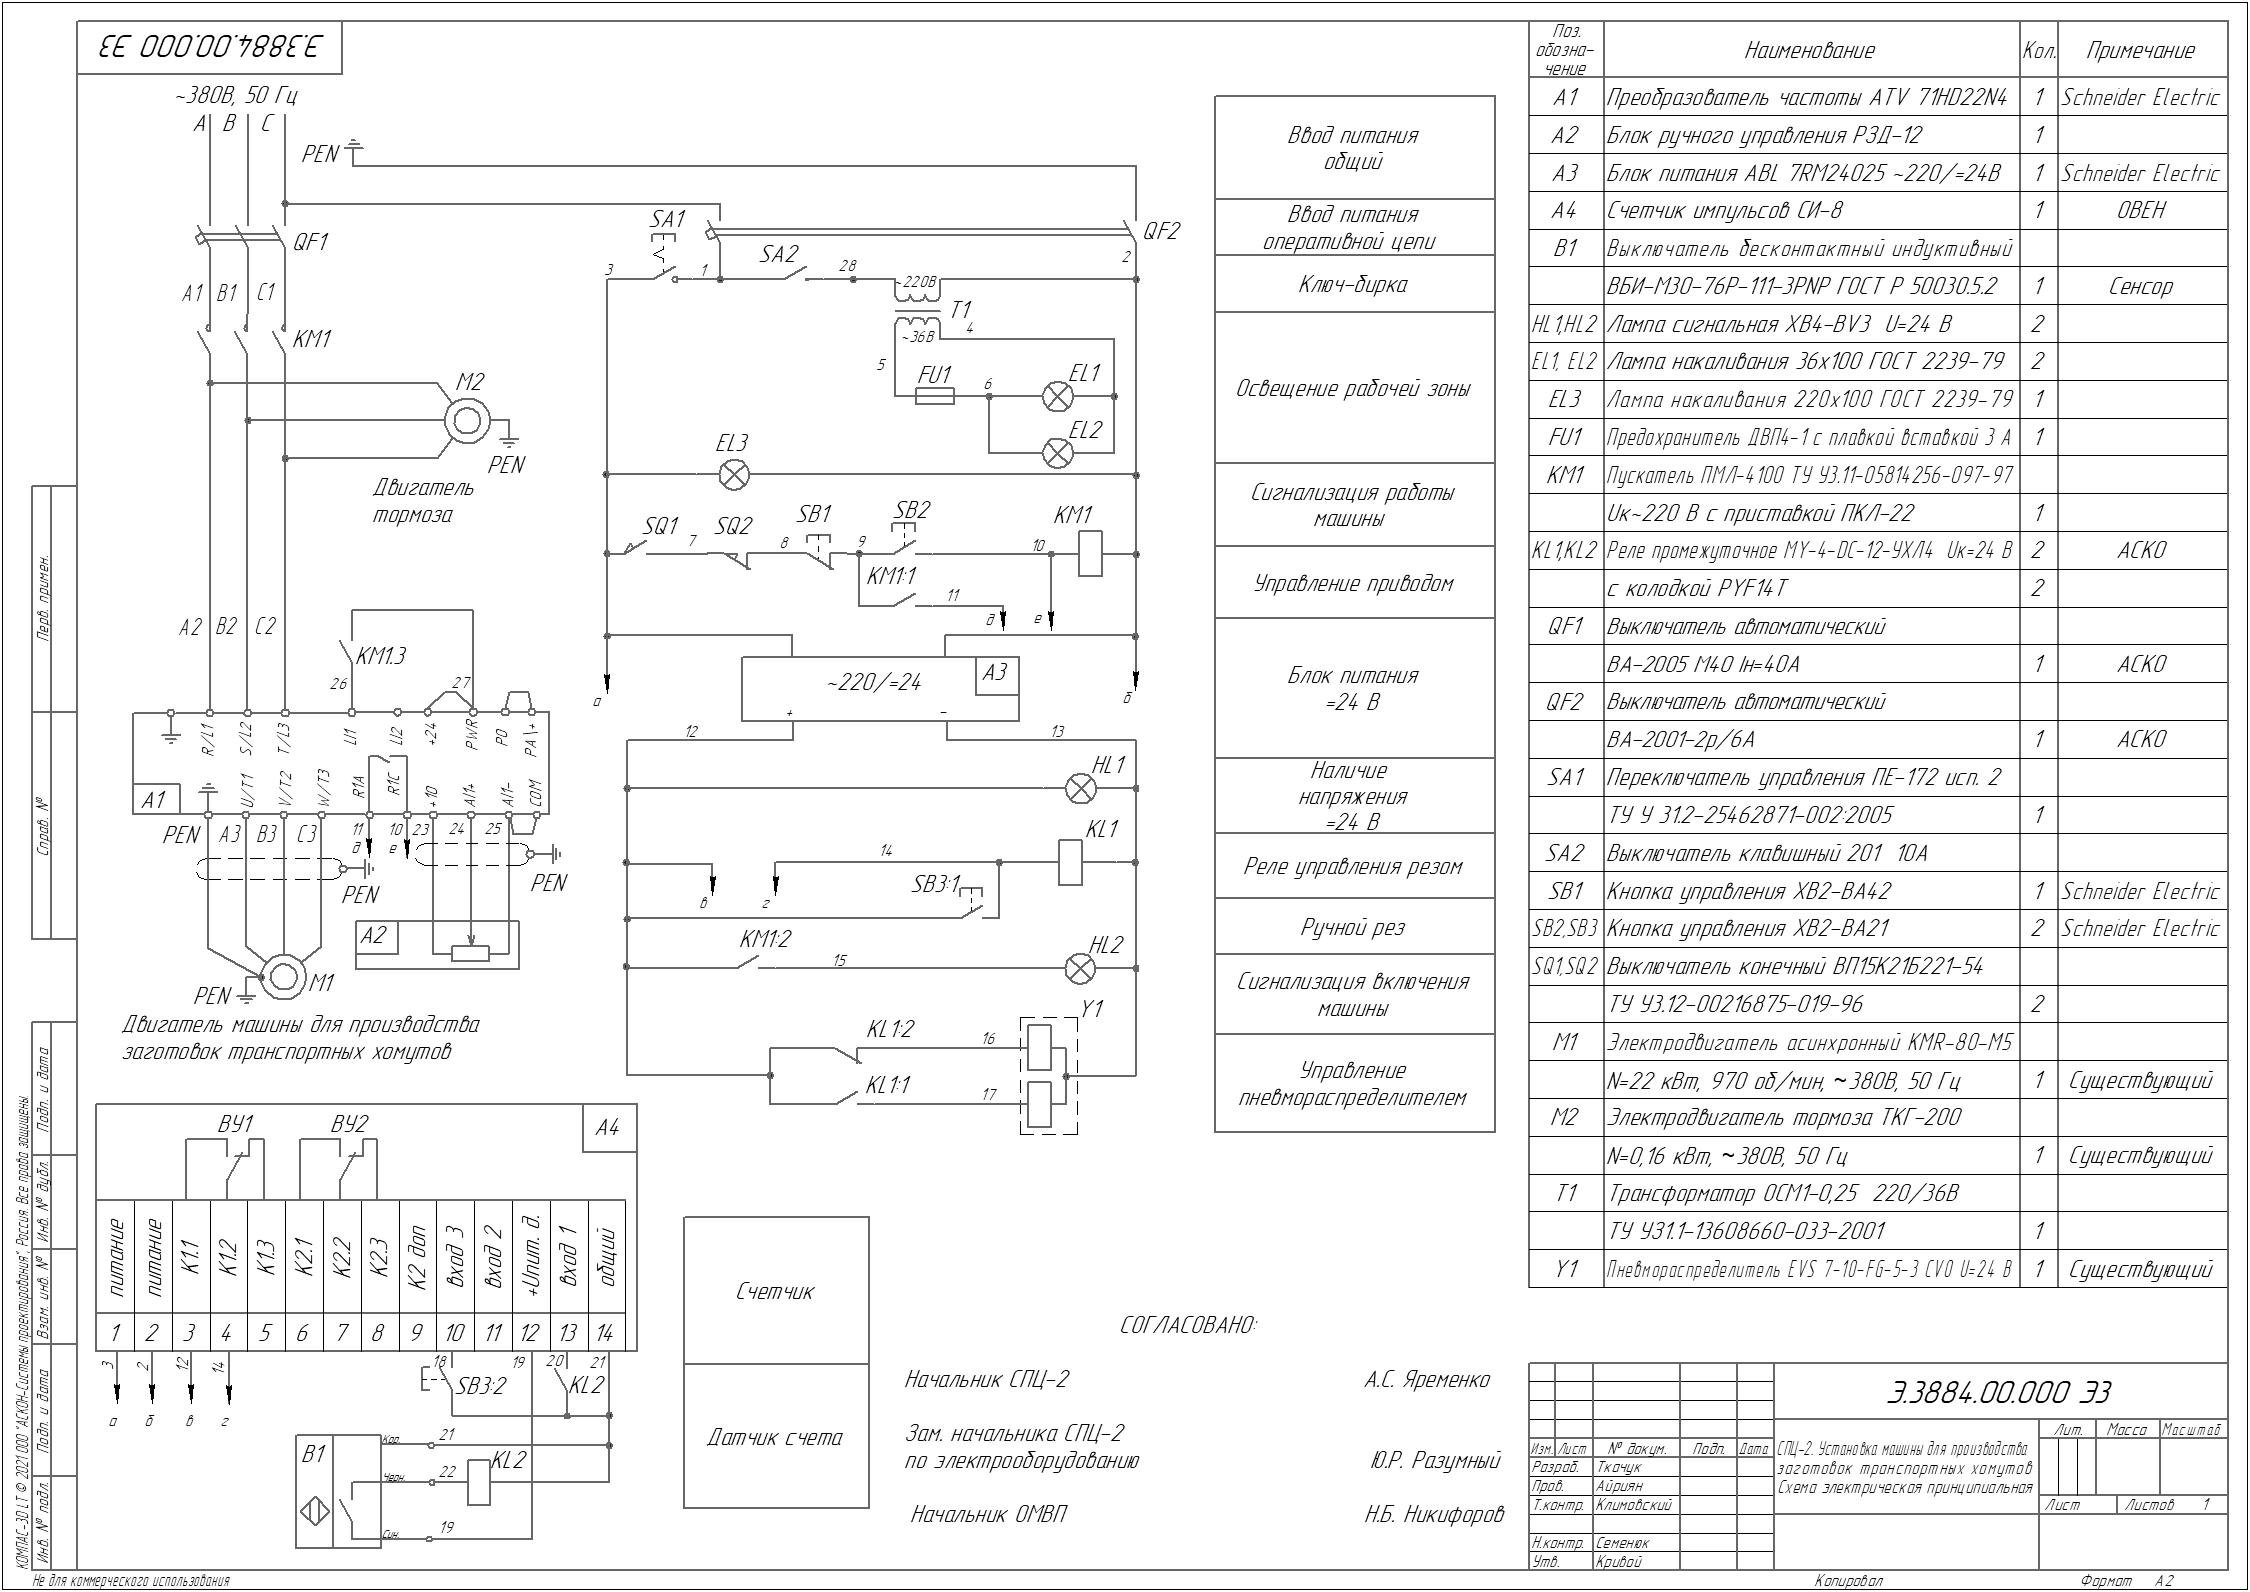 Э.3884.00.000 ЭЗ
~380В, 50 Гц
A B C
PEN
QF1
A1 B1 C1
KM1
M2
PEN
Двигатель
тормоза
A2 B2 C2
KM1.3
26
27
R/L1 S/L2 T/L3 LI1 LI2 +24 PWR P0 PA\+
A1
U/T1 V/T2 W/T3 R1A R1C +10 AI1+ AI1- COM
PEN A3 B3 C3 11 10 23 24 25
д е
PEN
PEN
A2
PEN
M1
Двигатель машины для производства
заготовок транспортных хомутов
SA1
QF2
3 1 SA2 28 2
~220В
T1
~36В
4
5
FU1 6 EL1
EL2
EL3
SQ1 7 SQ2 8 SB1 9 SB2 10 KM1
KM1:1 11
д е
~220/=24 A3
+ -
а б
12 13
HL1
14 KL1
в г
SB3:1
KM1:2 15 HL2
Y1
KL1:2 16
KL1:1 17
Ввод питания
общий
Ввод питания
оперативной цепи
Ключ-бирка
Освещение рабочей зоны
Сигнализация работы
машины
Управление приводом
Блок питания
=24 В
Наличие
напряжения
=24 В
Реле управления резом
Ручной рез
Сигнализация включения
машины
Управление
пневмораспределителем
ВУ1 ВУ2 A4
питание питание К1.1 К1.2 К1.3 К2.1 К2.2 К2.3 К2 доп вход 3 вход 2 +Uпит. д. вход 1 общий
1 2 3 4 5 6 7 8 9 10 11 12 13 14
3 2 12 14 18 19 20 21
SB3:2 KL2
а б в г
B1
Кор. 21
Черн. 22 KL2
Син. 19
Счетчик
Датчик счета
СОГЛАСОВАНО:
Начальник СПЦ-2 А.С. Яременко
Зам. начальника СПЦ-2
по электрооборудованию Ю.Р. Разумный
Начальник ОМВП Н.Б. Никифоров
Поз. обозна-чение Наименование Кол. Примечание
A1 Преобразователь частоты ATV 71HD22N4 1 Schneider Electric
A2 Блок ручного управления РЗД-12 1
A3 Блок питания ABL 7RM24025 ~220/=24В 1 Schneider Electric
A4 Счетчик импульсов СИ-8 1 ОВЕН
B1 Выключатель бесконтактный индуктивный
ВБИ-М30-76Р-111-3PNP ГОСТ Р 50030.5.2 1 Сенсор
HL1,HL2 Лампа сигнальная XB4-BV3 U=24 В 2
EL1, EL2 Лампа накаливания 36х100 ГОСТ 2239-79 2
EL3 Лампа накаливания 220х100 ГОСТ 2239-79 1
FU1 Предохранитель ДВП4-1 с плавкой вставкой 3 А 1
KM1 Пускатель ПМЛ-4100 ТУ У3.11-05814256-097-97
Uк~220 В с приставкой ПКЛ-22 1
KL1,KL2 Реле промежуточное MY-4-DC-12-УХЛ4 Uк=24 В 2 АСКО
с колодкой PYF14T 2
QF1 Выключатель автоматический
ВА-2005 М40 Iн=40А 1 АСКО
QF2 Выключатель автоматический
ВА-2001-2р/6А 1 АСКО
SA1 Переключатель управления ПЕ-172 исп. 2
ТУ У 31.2-25462871-002:2005 1
SA2 Выключатель клавишный 201 10А
SB1 Кнопка управления ХВ2-ВА42 1 Schneider Electric
SB2,SB3 Кнопка управления ХВ2-ВА21 2 Schneider Electric
SQ1,SQ2 Выключатель конечный ВП15К21Б221-54
ТУ У3.12-00216875-019-96 2
M1 Электродвигатель асинхронный KMR-80-M5
N=22 кВт, 970 об/мин, ~380В, 50 Гц 1 Существующий
M2 Электродвигатель тормоза ТКГ-200
N=0,16 кВт, ~380В, 50 Гц 1 Существующий
T1 Трансформатор ОСМ1-0,25 220/36В
ТУ У31.1-13608660-033-2001 1
Y1 Пневмораспределитель EVS 7-10-FG-5-3 CVO U=24 В 1 Существующий
Э.3884.00.000 ЭЗ
Изм. Лист № докум. Подп. Дата
Разраб. Ткачук
Пров. Айриян
Т.контр. Климовский
Н.контр. Семенюк
Утв. Кривой
СПЦ-2. Установка машины для производства
заготовок транспортных хомутов
Схема электрическая принципиальная
Лит. Масса Масштаб
Лист Листов 1
Копировал Формат А2
Перв. примен.
Справ. №
Подп. и дата
Инв. № дубл.
Взам. инв. №
Подп. и дата
Инв. № подл.
КОМПАС-3D LT © 2021 ООО "АСКОН-Системы проектирования", Россия. Все права защищены.
Не для коммерческого использования